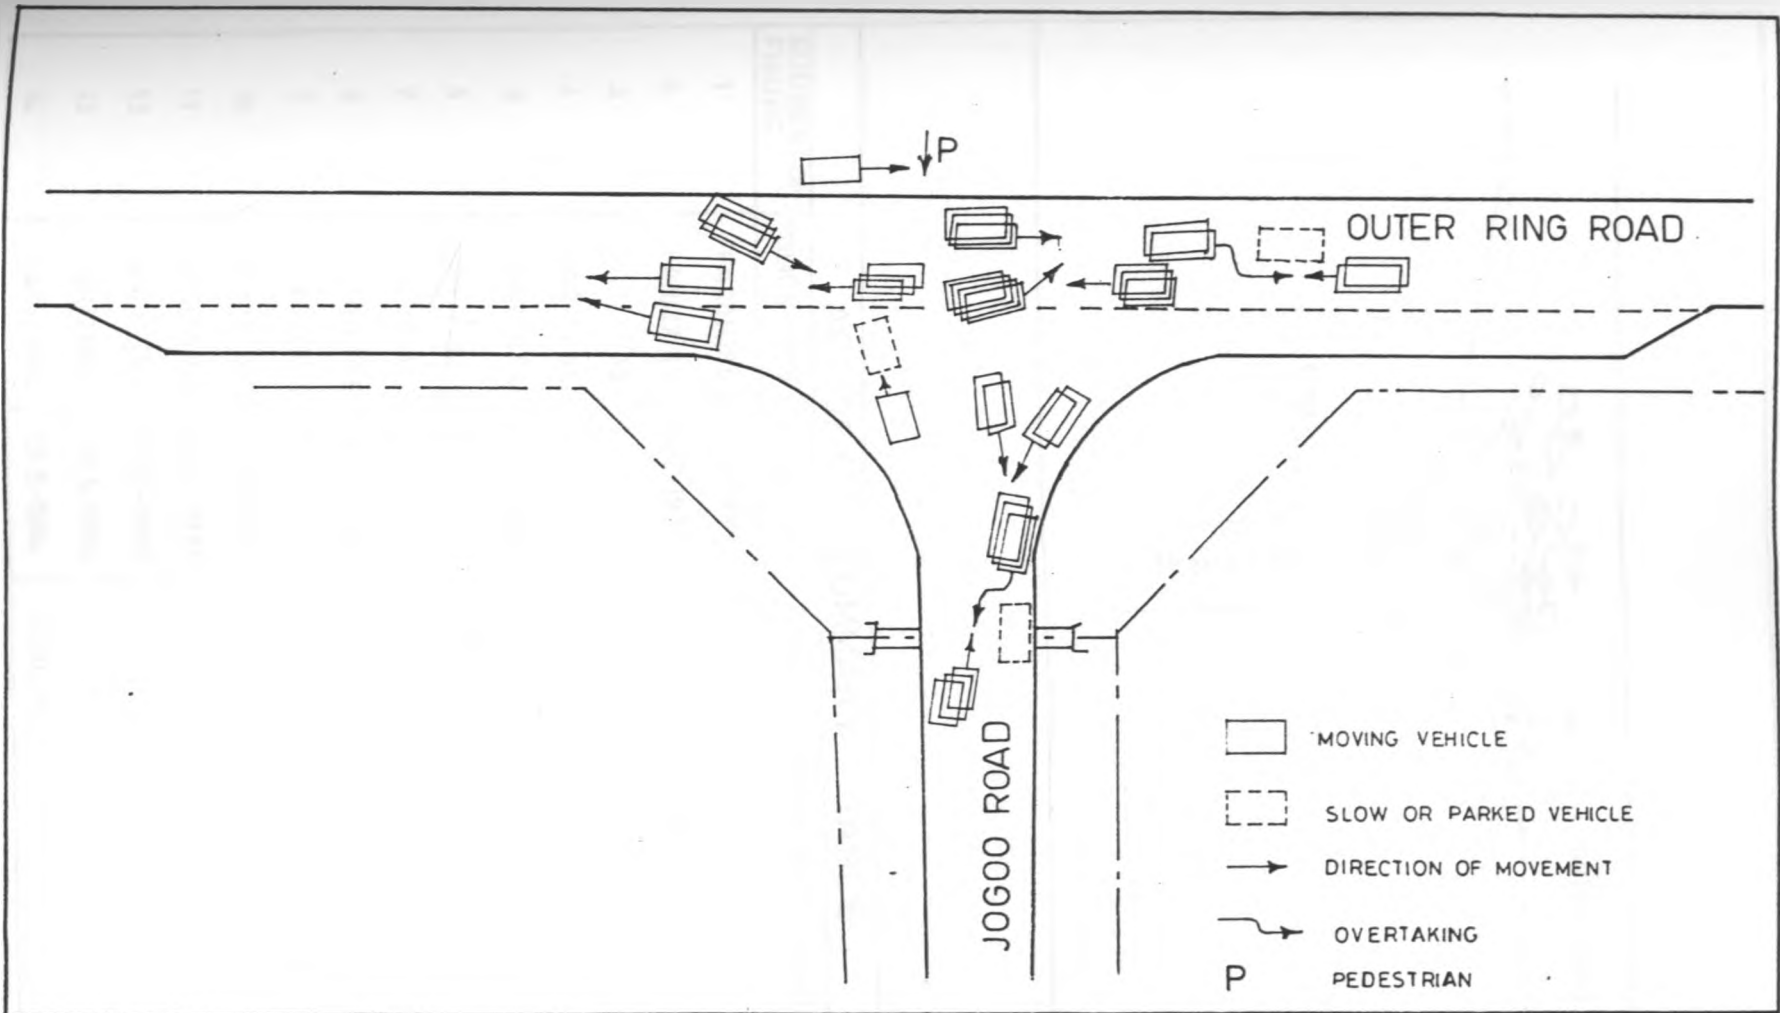 P
OUTER RING ROAD
JOGOO ROAD
MOVING VEHICLE
SLOW OR PARKED VEHICLE
DIRECTION OF MOVEMENT
OVERTAKING
P PEDESTRIAN